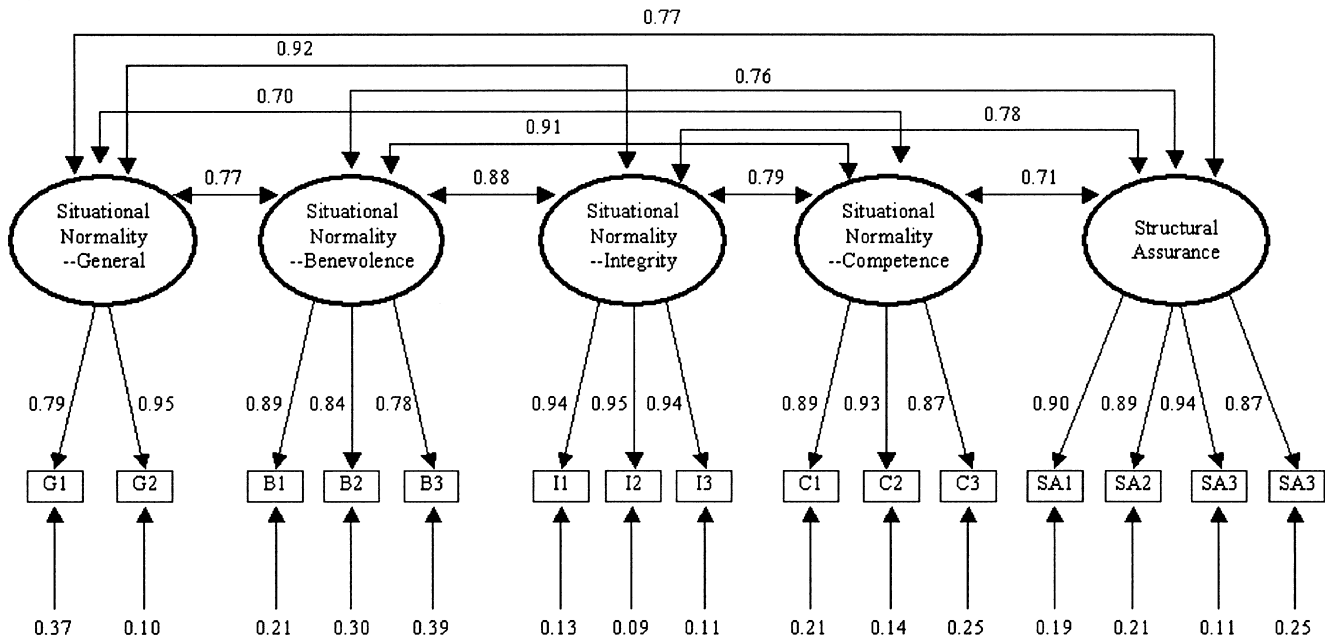 0.77
0.92
0.76
0.70
0.78
0.91
0.77
0.88
0.79
0.71
Situational
Normality
--General
Situational
Normality
--Benevolence
Situational
Normality
--Integrity
Situational
Normality
--Competence
Structural
Assurance
0.79
0.95
0.89
0.84
0.78
0.94
0.95
0.94
0.89
0.93
0.87
0.90
0.89
0.94
0.87
G1
G2
B1
B2
B3
I1
I2
I3
C1
C2
C3
SA1
SA2
SA3
SA3
0.37
0.10
0.21
0.30
0.39
0.13
0.09
0.11
0.21
0.14
0.25
0.19
0.21
0.11
0.25